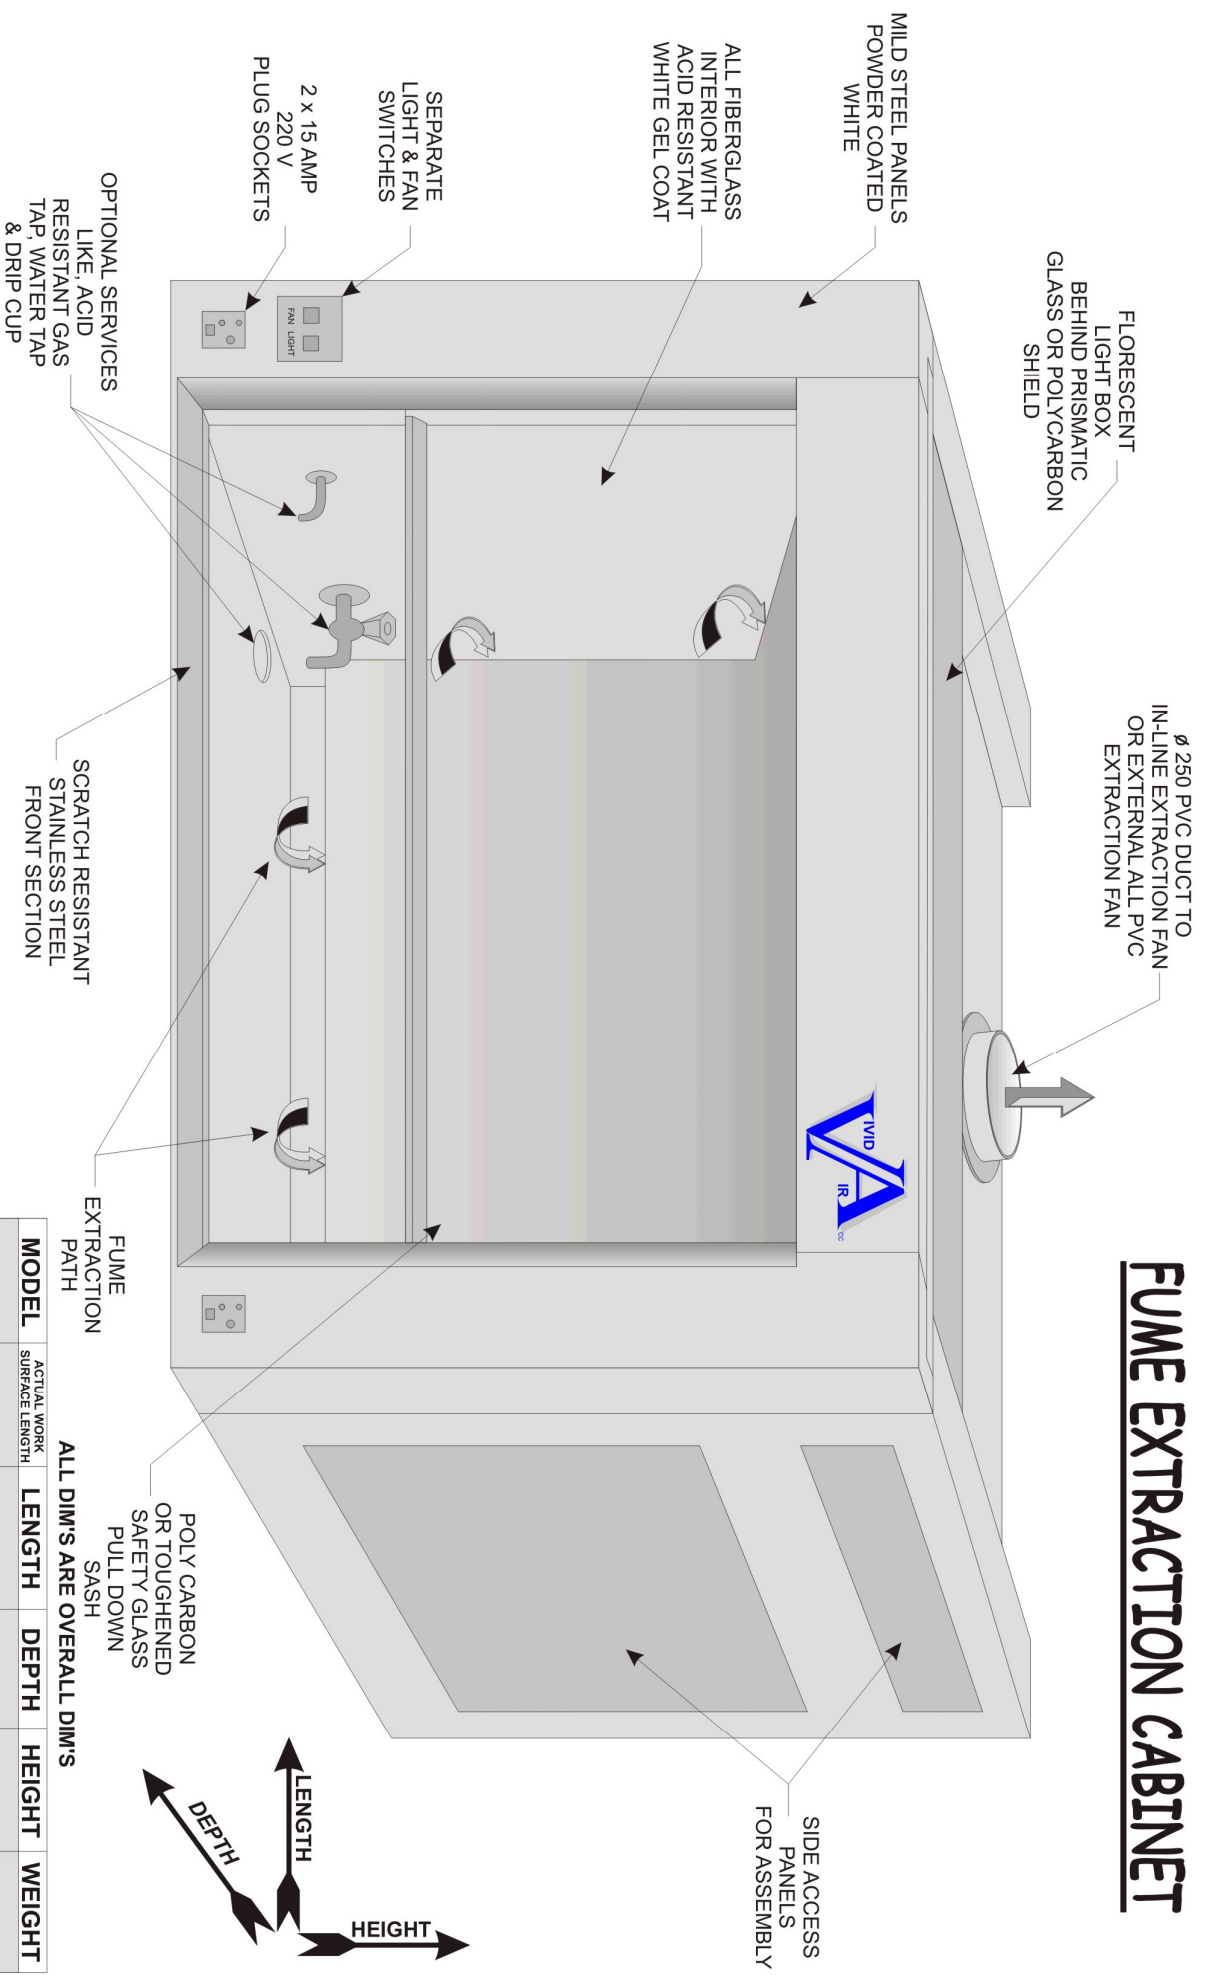 FUME EXTRACTION CABINET
Ø 250 PVC DUCT TO
IN-LINE EXTRACTION FAN
OR EXTERNAL ALL PVC
EXTRACTION FAN
FLORESCENT
LIGHT BOX
BEHIND PRISMATIC
GLASS OR POLYCARBON
SHIELD
MILD STEEL PANELS
POWDER COATED
WHITE
ALL FIBERGLASS
INTERIOR WITH
ACID RESISTANT
WHITE GEL COAT
SEPARATE
LIGHT & FAN
SWITCHES
2 x 15 AMP
220 V
PLUG SOCKETS
OPTIONAL SERVICES
LIKE, ACID
RESISTANT GAS
TAP, WATER TAP
& DRIP CUP
FAN LIGHT
IVID
VA
IR
CC
SIDE ACCESS
PANELS
FOR ASSEMBLY
SCRATCH RESISTANT
STAINLESS STEEL
FRONT SECTION
FUME
EXTRACTION
PATH
POLY CARBON
OR TOUGHENED
SAFETY GLASS
PULL DOWN
SASH
HEIGHT
LENGTH
DEPTH
ALL DIM'S ARE OVERALL DIM'S
MODEL ACTUAL WORK SURFACE LENGTH LENGTH DEPTH HEIGHT WEIGHT